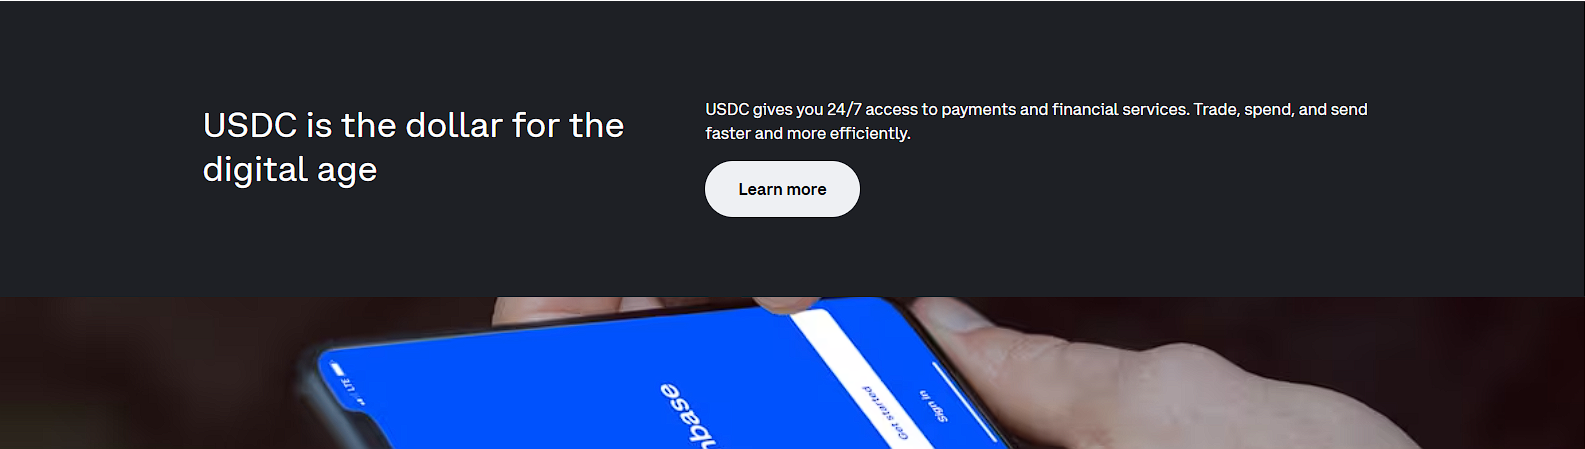 USDC is the dollar for the
digital age
USDC gives you 24/7 access to payments and financial services. Trade, spend, and send
faster and more efficiently.
Learn more
LTE
nbase
Get started
Sign in